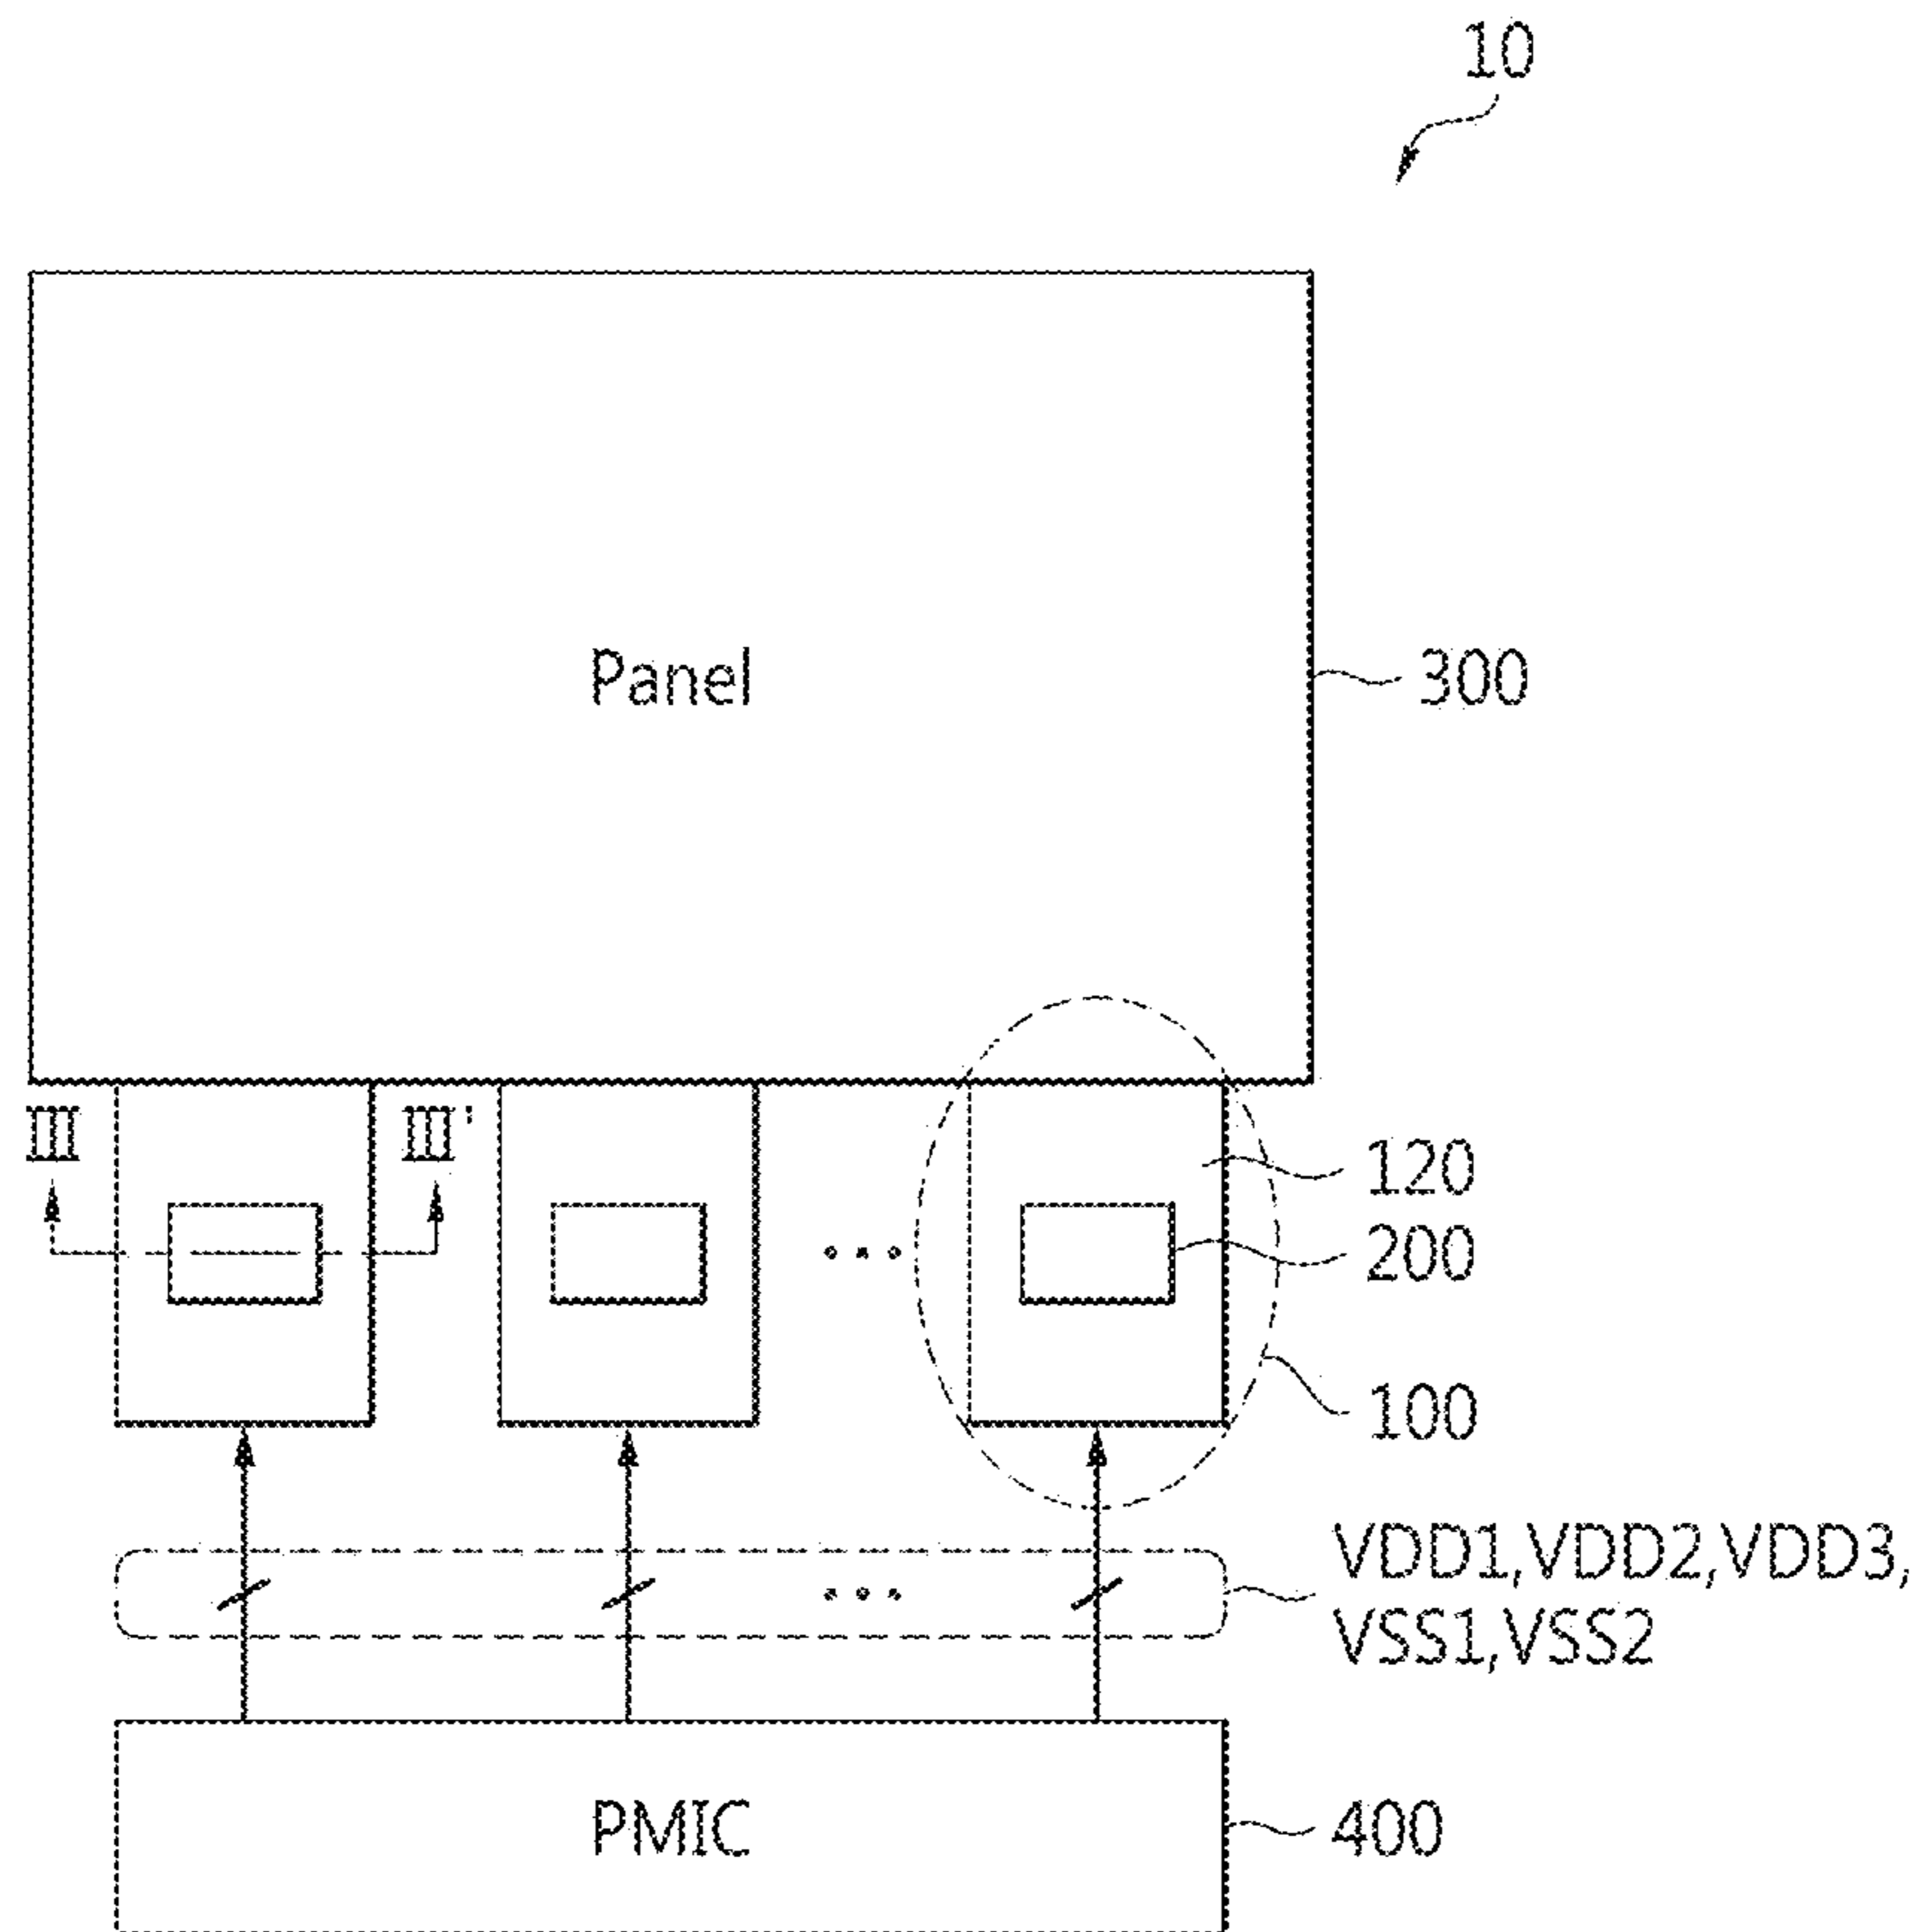 10
Panel
300
III III'
120
200
100
VDD1,VDD2,VDD3,
VSS1,VSS2
PMIC
400